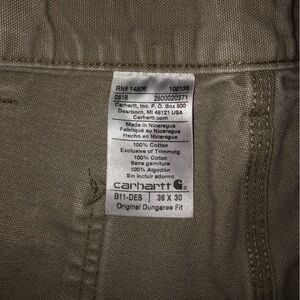 RN# 14806 100136
0818 2500020371
Carhartt, Inc. P. O. Box 600
Dearborn, MI 48121 USA
Carhartt.com
Made in Nicaragua
Fabriqué au Nicaragua
Hecho en Nicaragua
100% Cotton
Exclusive of Trimming
100% Coton
Sans garniture
100% Algodón
Sin incluir adorno
carhartt
B11-DES 36 X 30
Original Dungaree Fit